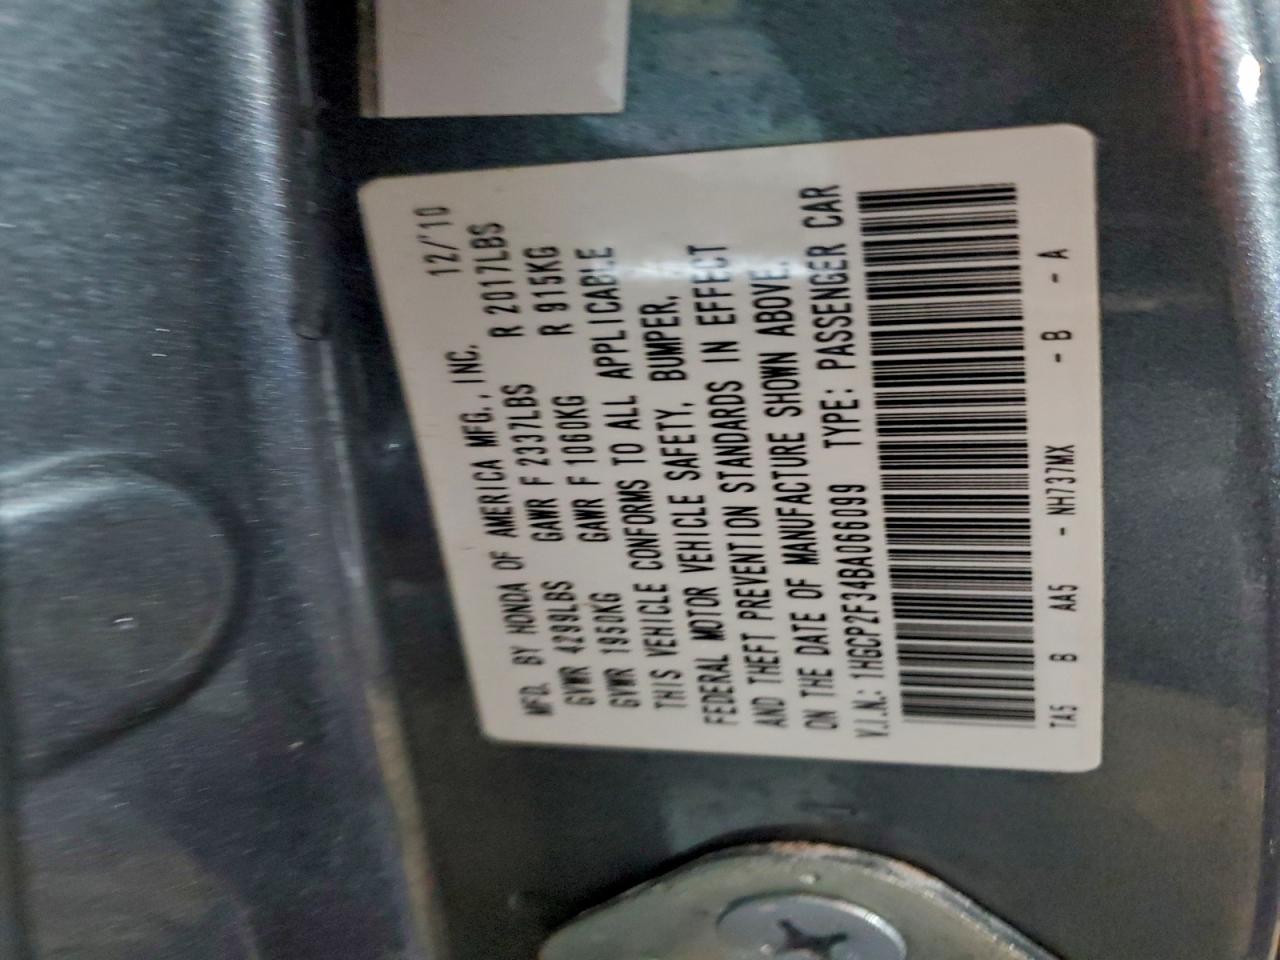 MFD. BY HONDA OF AMERICA MFG., INC. 12/'10
GVWR 4299LBS GAWR F 2337LBS R 2017LBS
GVWR 1950KG GAWR F 1060KG R 915KG
THIS VEHICLE CONFORMS TO ALL APPLICABLE
FEDERAL MOTOR VEHICLE SAFETY, BUMPER,
AND THEFT PREVENTION STANDARDS IN EFFECT
ON THE DATE OF MANUFACTURE SHOWN ABOVE.
V.I.N.: 1HGCP2F34BA066099 TYPE: PASSENGER CAR
TA5 B AA5 - NH737MX - B - A